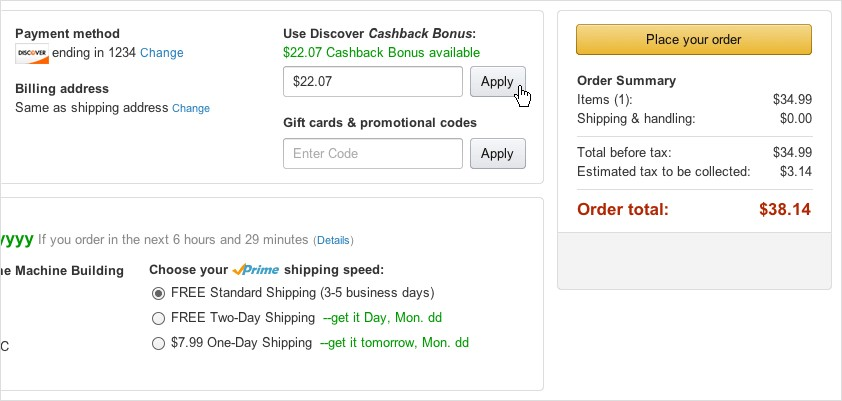 Payment method
DISCOVER ending in 1234 Change
Billing address
Same as shipping address Change
Use Discover Cashback Bonus:
$22.07 Cashback Bonus available
$22.07 Apply
Gift cards & promotional codes
Enter Code Apply
Place your order
Order Summary
Items (1): $34.99
Shipping & handling: $0.00
Total before tax: $34.99
Estimated tax to be collected: $3.14
Order total: $38.14
yyyy If you order in the next 6 hours and 29 minutes (Details)
e Machine Building
C
Choose your Prime shipping speed:
FREE Standard Shipping (3-5 business days)
FREE Two-Day Shipping --get it Day, Mon. dd
$7.99 One-Day Shipping --get it tomorrow, Mon. dd